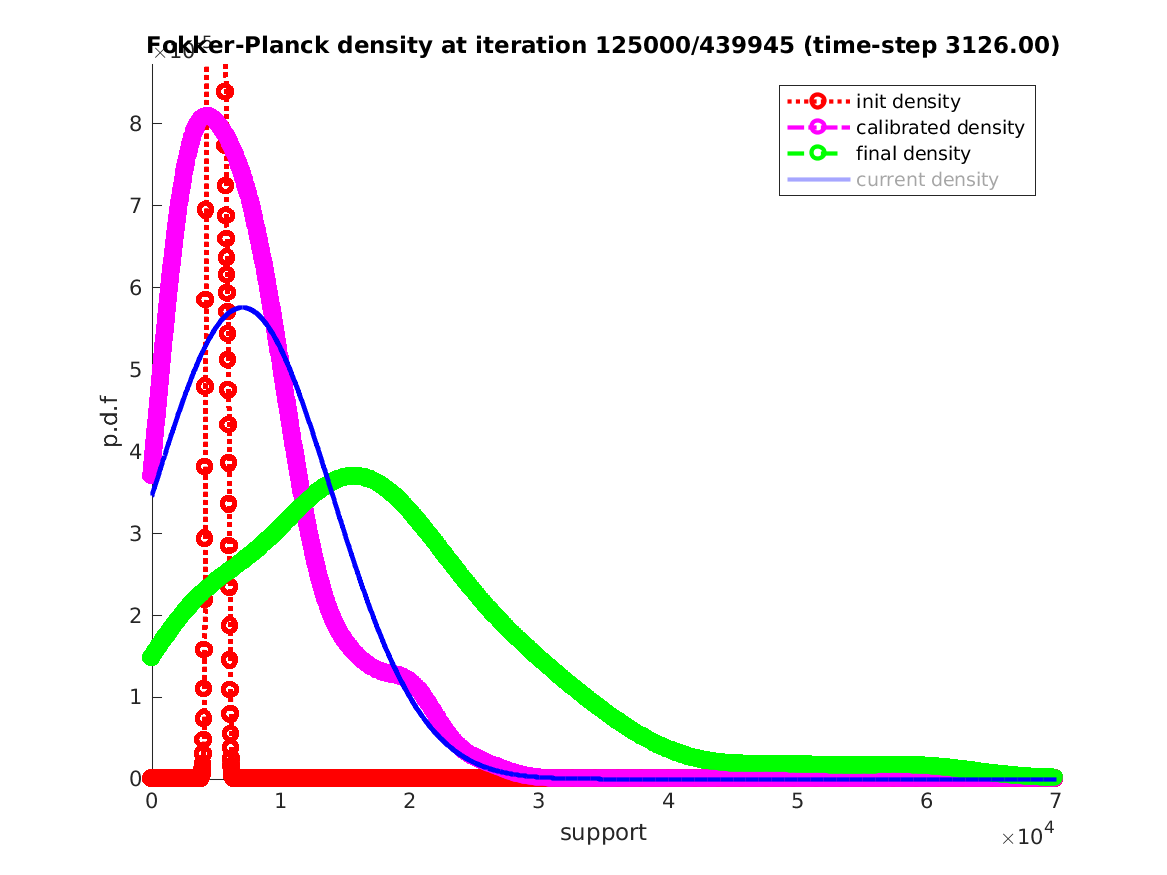 Fokker-Planck density at iteration 125000/439945 (time-step 3126.00)
×10
init density
calibrated density
final density
current density
8
7
6
5
4
3
2
1
0
p.d.f
0 1 2 3 4 5 6 7
support
×10⁴